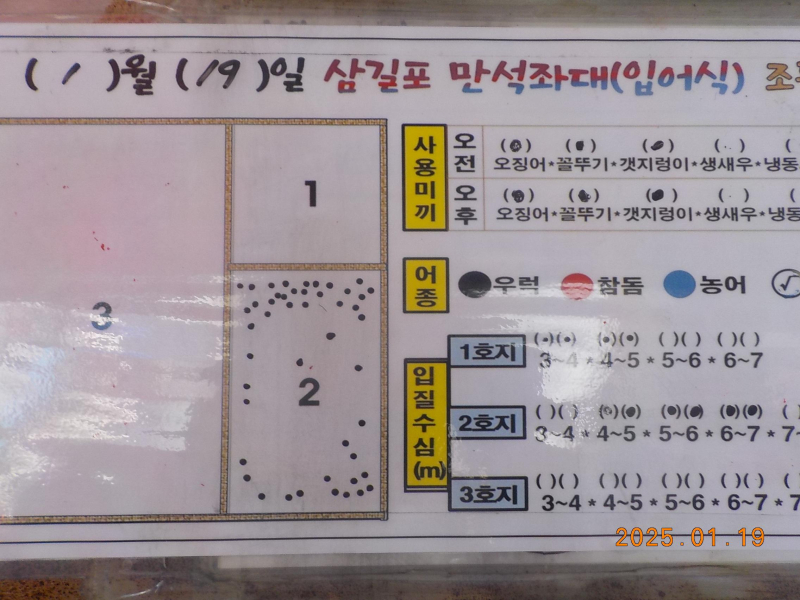 ( 1 )월 (19 )일 삼길포 만석좌대(입어식)
사용미끼
오전
( ) ( ) ( ) ( ) (
오징어*꼴뚜기*갯지렁이*생새우*냉동
오후
( ) ( ) ( ) ( ) (
오징어*꼴뚜기*갯지렁이*생새우*냉동
1
2
3
어종
우럭 참돔 농어
입질수심(m)
1호지
( )( ) ( )( ) ( )( ) ( )( )
3~4 * 4~5 * 5~6 * 6~7
2호지
( )( ) ( )( ) ( )( ) ( )( ) (
3~4 * 4~5 * 5~6 * 6~7 * 7~
3호지
( )( ) ( )( ) ( )( ) ( )( ) (
3~4 * 4~5 * 5~6 * 6~7 * 7
2025.01.19